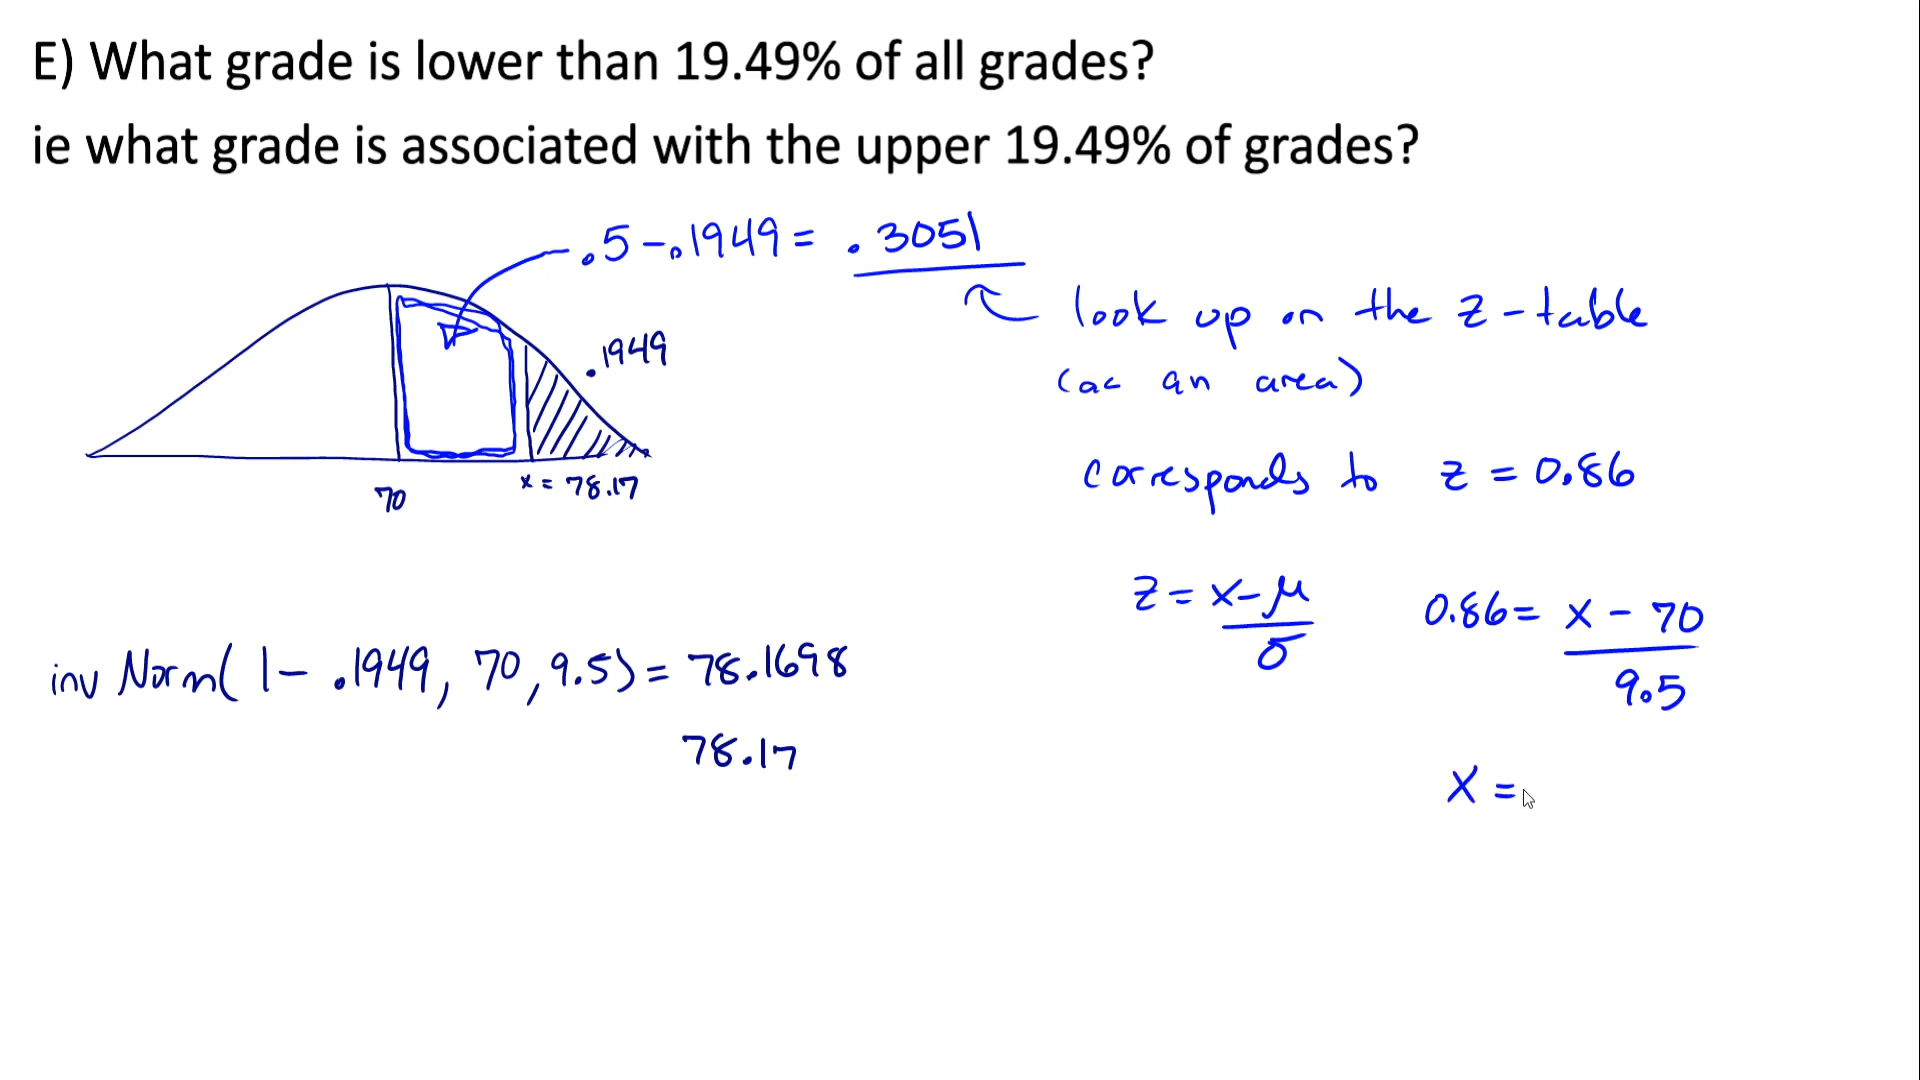 E) What grade is lower than 19.49% of all grades?
ie what grade is associated with the upper 19.49% of grades?
.5-.1949= .3051
look up on the z-table
(as an area)
.1949
corresponds to z = 0.86
70
x = 78.17
z = x-μ/σ
0.86= x - 70/9.5
inv Norm( 1- .1949, 70, 9.5) = 78.1698
78.17
x =